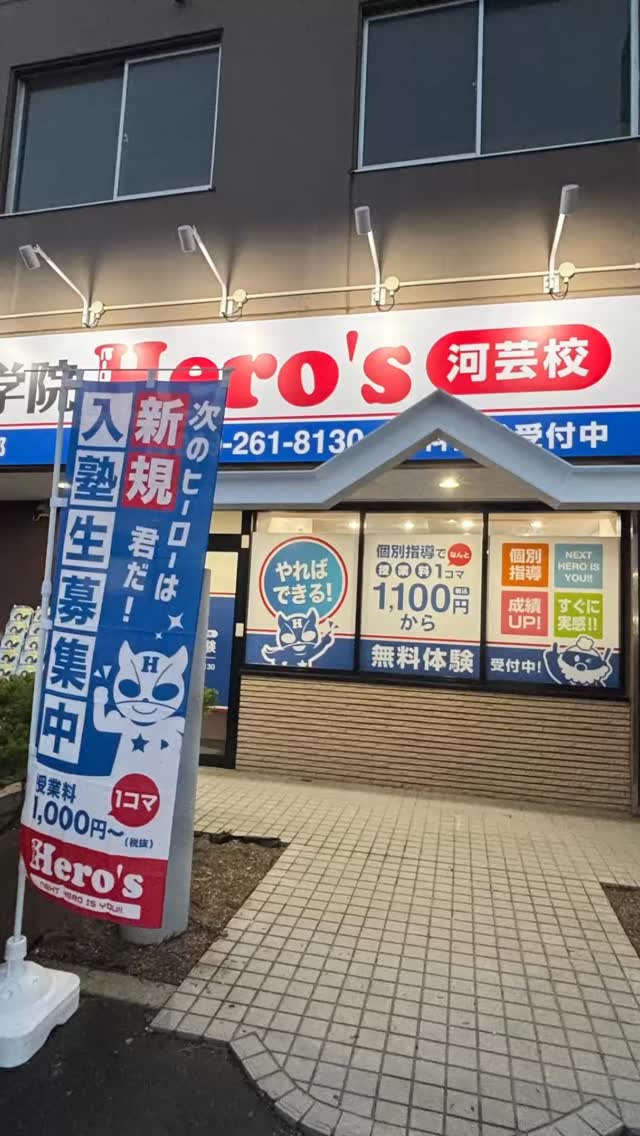 学院
Hero's
河芸校
-261-8130
受付中
次のヒーローは
君だ!
新規
入塾生募集中
H
授業料
1コマ
1,000円~
(税抜)
Hero's
NEXT HERO IS YOU!!
やれば
できる!
H
個別指導で
なんと
授業料1コマ
1,100円
税込
から
無料体験
個別
指導
NEXT
HERO IS
YOU!!
成績
UP!
すぐに
実感!!
受付中!